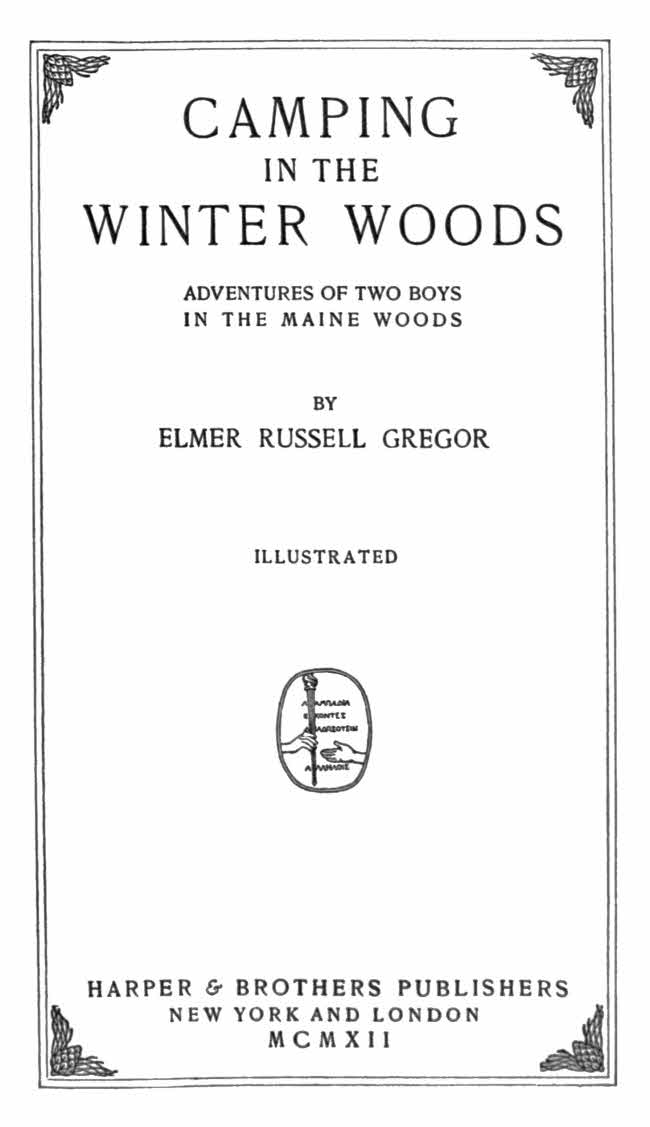 CAMPING
IN THE
WINTER WOODS
ADVENTURES OF TWO BOYS
IN THE MAINE WOODS
BY
ELMER RUSSELL GREGOR
ILLUSTRATED
HARPER & BROTHERS PUBLISHERS
NEW YORK AND LONDON
MCMXII